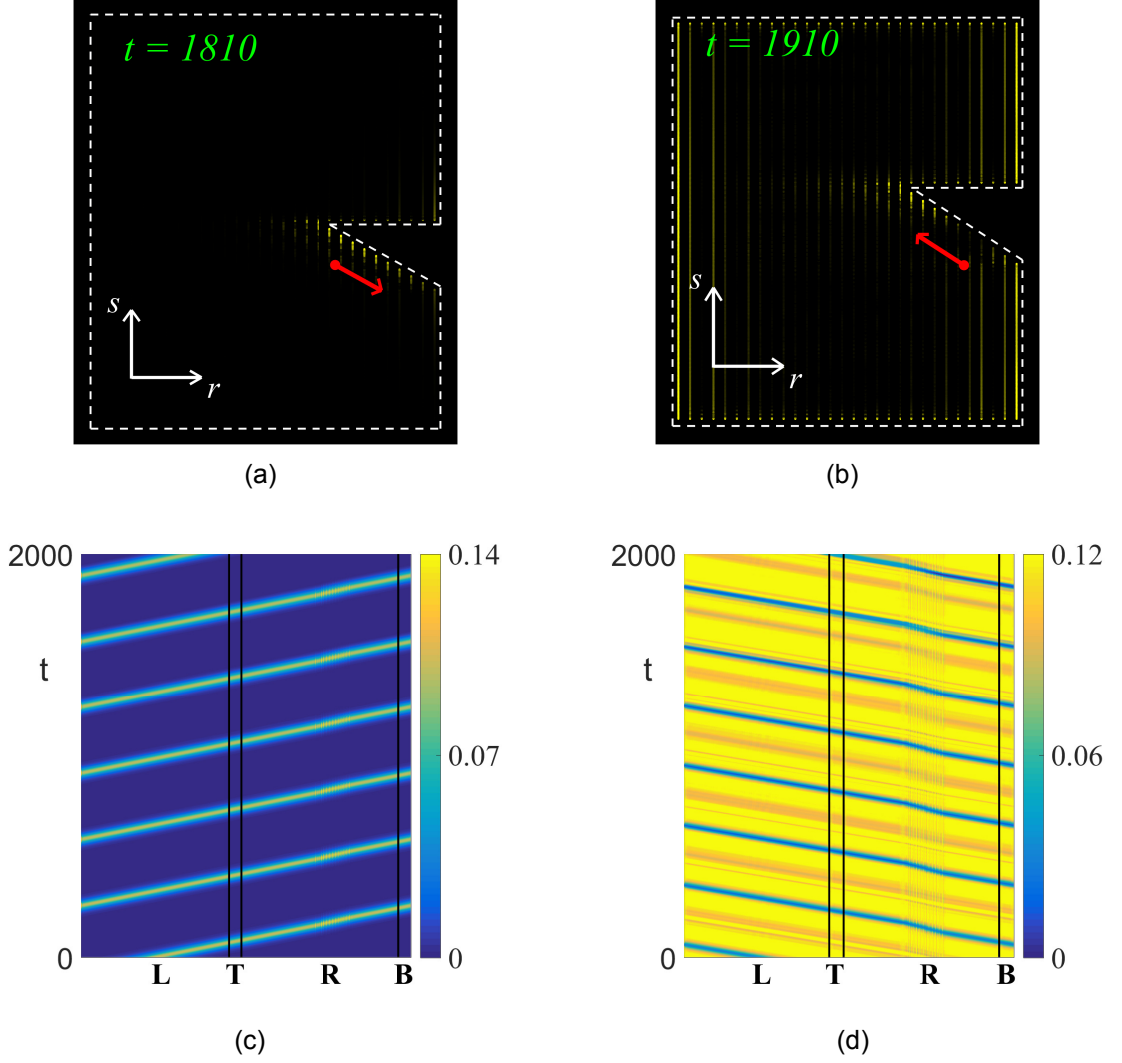 t = 1810
s
r
(a)
t = 1910
s
r
(b)
2000
t
0
L T R B
0.14
0.07
0
(c)
2000
t
0
L T R B
0.12
0.06
0
(d)